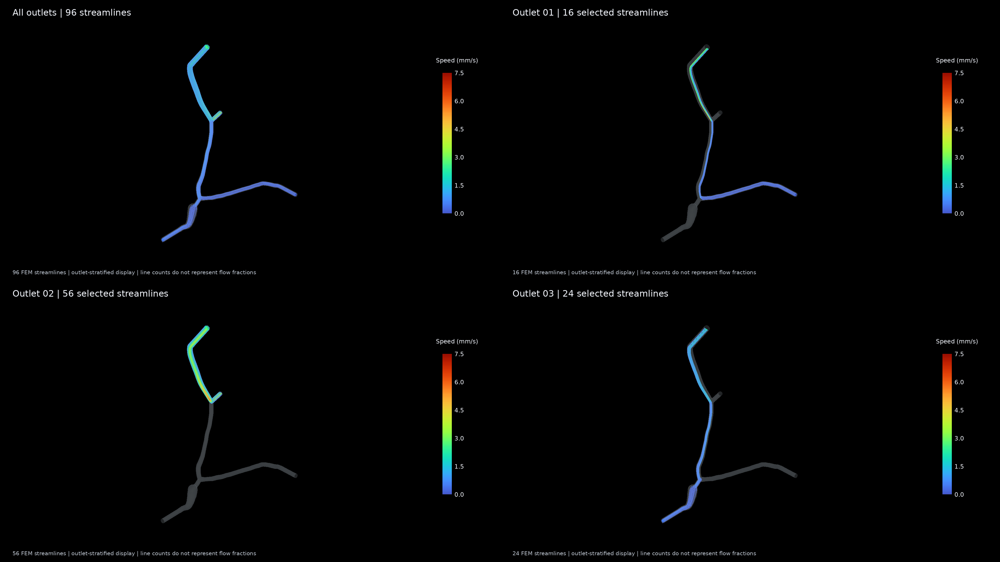 All outlets | 96 streamlines
Speed (mm/s)
7.5
6.0
4.5
3.0
1.5
0.0
96 FEM streamlines | outlet-stratified display | line counts do not represent flow fractions
Outlet 01 | 16 selected streamlines
Speed (mm/s)
7.5
6.0
4.5
3.0
1.5
0.0
16 FEM streamlines | outlet-stratified display | line counts do not represent flow fractions
Outlet 02 | 56 selected streamlines
Speed (mm/s)
7.5
6.0
4.5
3.0
1.5
0.0
56 FEM streamlines | outlet-stratified display | line counts do not represent flow fractions
Outlet 03 | 24 selected streamlines
Speed (mm/s)
7.5
6.0
4.5
3.0
1.5
0.0
24 FEM streamlines | outlet-stratified display | line counts do not represent flow fractions